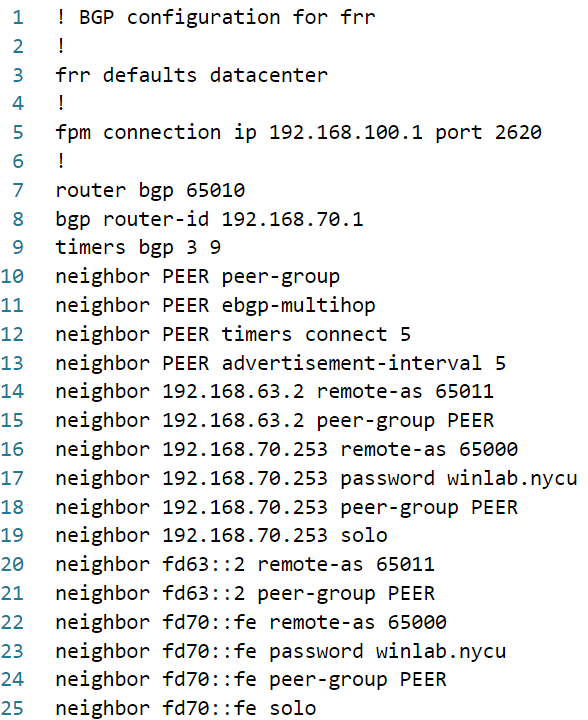 1 ! BGP configuration for frr
2 !
3 frr defaults datacenter
4 !
5 fpm connection ip 192.168.100.1 port 2620
6 !
7 router bgp 65010
8 bgp router-id 192.168.70.1
9 timers bgp 3 9
10 neighbor PEER peer-group
11 neighbor PEER ebgp-multihop
12 neighbor PEER timers connect 5
13 neighbor PEER advertisement-interval 5
14 neighbor 192.168.63.2 remote-as 65011
15 neighbor 192.168.63.2 peer-group PEER
16 neighbor 192.168.70.253 remote-as 65000
17 neighbor 192.168.70.253 password winlab.nycu
18 neighbor 192.168.70.253 peer-group PEER
19 neighbor 192.168.70.253 solo
20 neighbor fd63::2 remote-as 65011
21 neighbor fd63::2 peer-group PEER
22 neighbor fd70::fe remote-as 65000
23 neighbor fd70::fe password winlab.nycu
24 neighbor fd70::fe peer-group PEER
25 neighbor fd70::fe solo